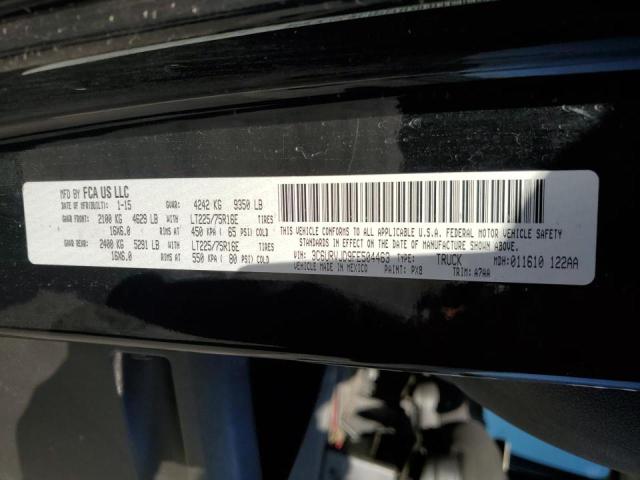 MFD BY FCA US LLC
DATE OF MFR(BUILT): 1-15 GVWR: 4242 KG 9350 LB
GAWR FRONT: 2100 KG 4629 LB WITH LT225/75R16E TIRES
16X6.0 RIMS AT 450 KPA ( 65 PSI) COLD
GAWR REAR: 2400 KG 5291 LB WITH LT225/75R16E TIRES
16X6.0 RIMS AT 550 KPA ( 80 PSI) COLD
THIS VEHICLE CONFORMS TO ALL APPLICABLE U.S.A. FEDERAL MOTOR VEHICLE SAFETY
STANDARDS IN EFFECT ON THE DATE OF MANUFACTURE SHOWN ABOVE.
VIN: 3C6URVJD9FE504463 TYPE: TRUCK MDH: 011610 122AA
VEHICLE MADE IN MEXICO PAINT: PX8 TRIM: A7AA